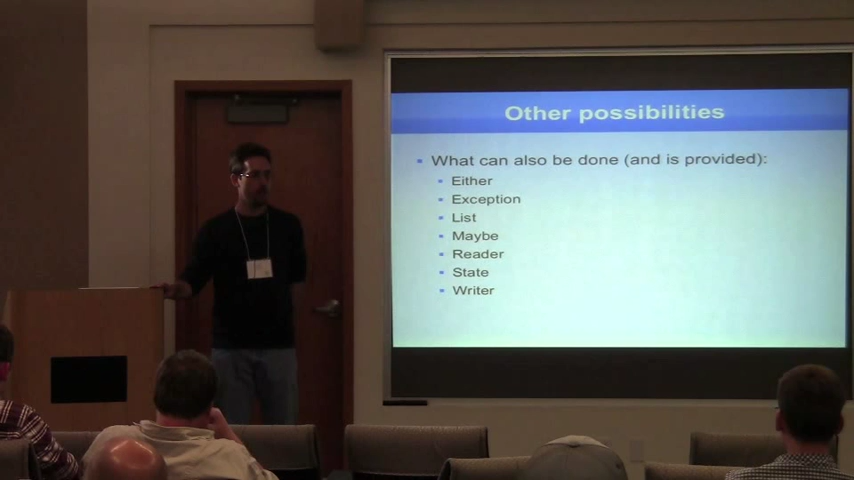 Other possibilities
What can also be done (and is provided):
Either
Exception
List
Maybe
Reader
State
Writer